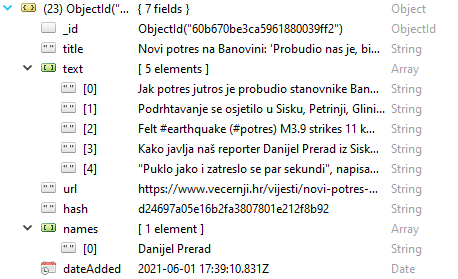 (23) ObjectId("... { 7 fields } Object
_id ObjectId("60b670be3ca5961880039ff2") ObjectId
title Novi potres na Banovini: 'Probudio nas je, bi... String
text [ 5 elements ] Array
[0] Jak potres jutros je probudio stanovnike Ban... String
[1] Podrhtavanje se osjetilo u Sisku, Petrinji, Glini... String
[2] Felt #earthquake (#potres) M3.9 strikes 11 k... String
[3] Kako javlja naš reporter Danijel Prerad iz Sisk... String
[4] "Puklo jako i zatreslo se par sekundi", napisa... String
url https://www.vecernji.hr/vijesti/novi-potres-... String
hash d24697a05e16b2fa3807801e212f8b92 String
names [ 1 element ] Array
[0] Danijel Prerad String
dateAdded 2021-06-01 17:39:10.831Z Date